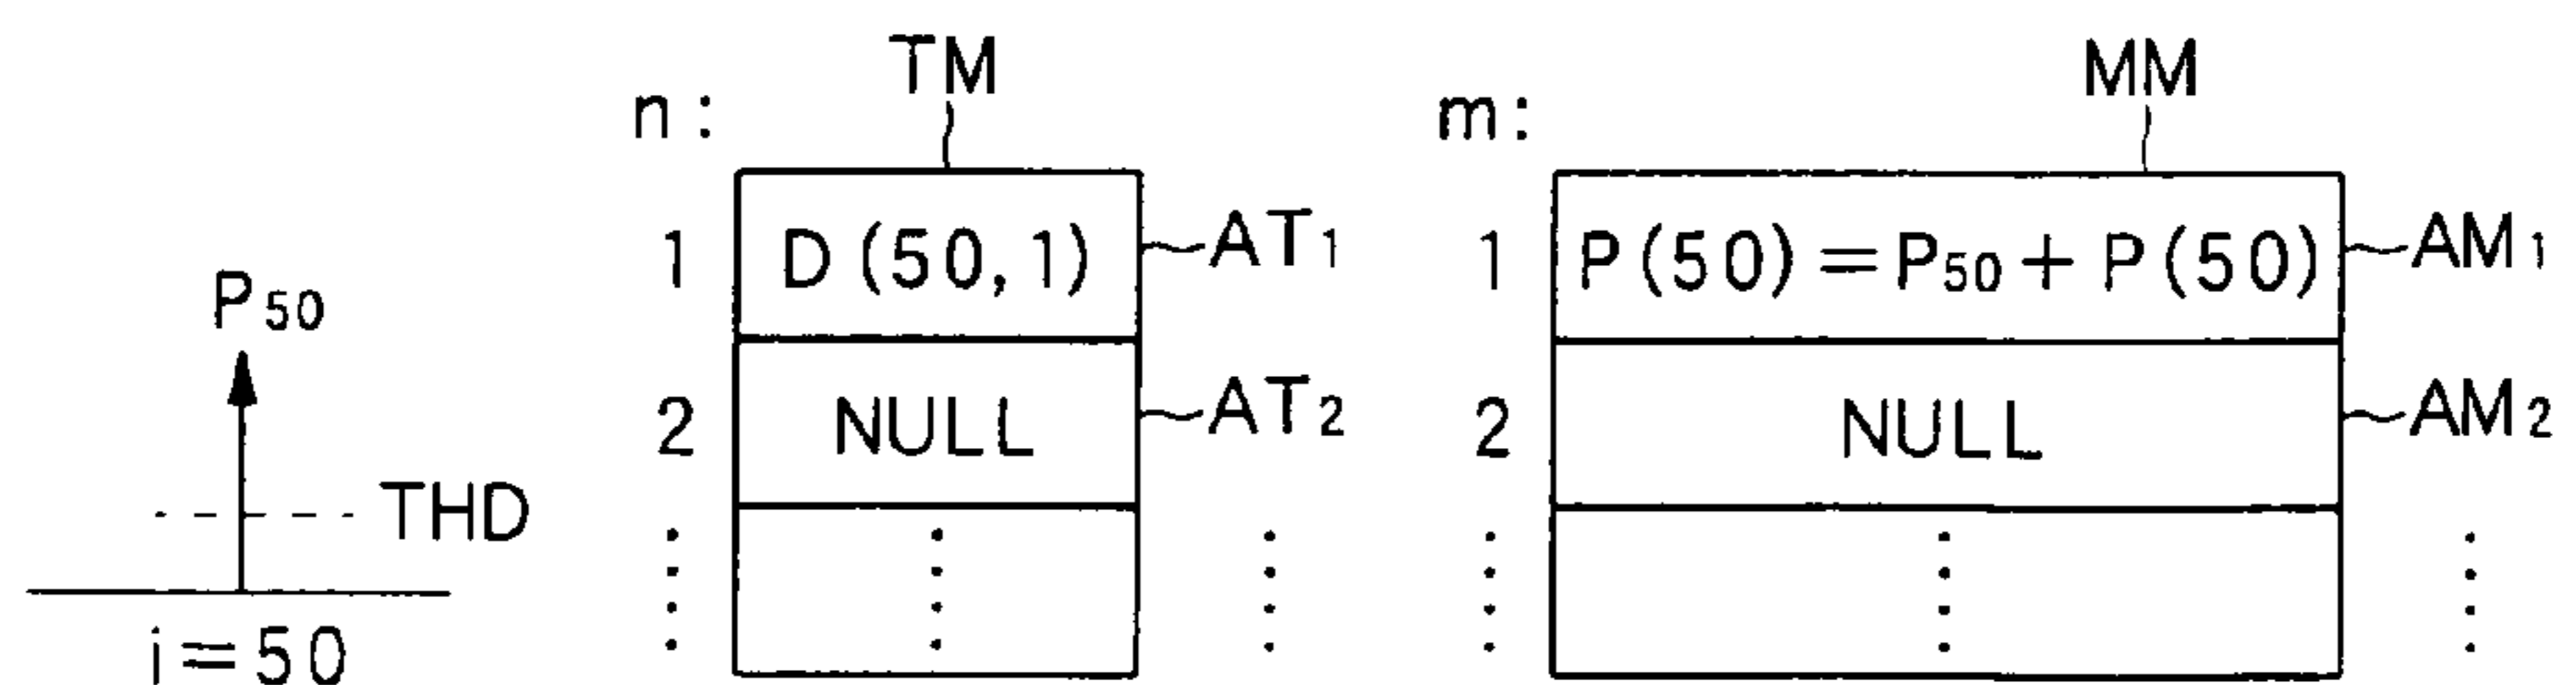 n: TM m: MM
1 D(50,1) AT1 1 P(50)=P50+P(50) AM1
P50
2 NULL AT2 2 NULL AM2
THD
i=50